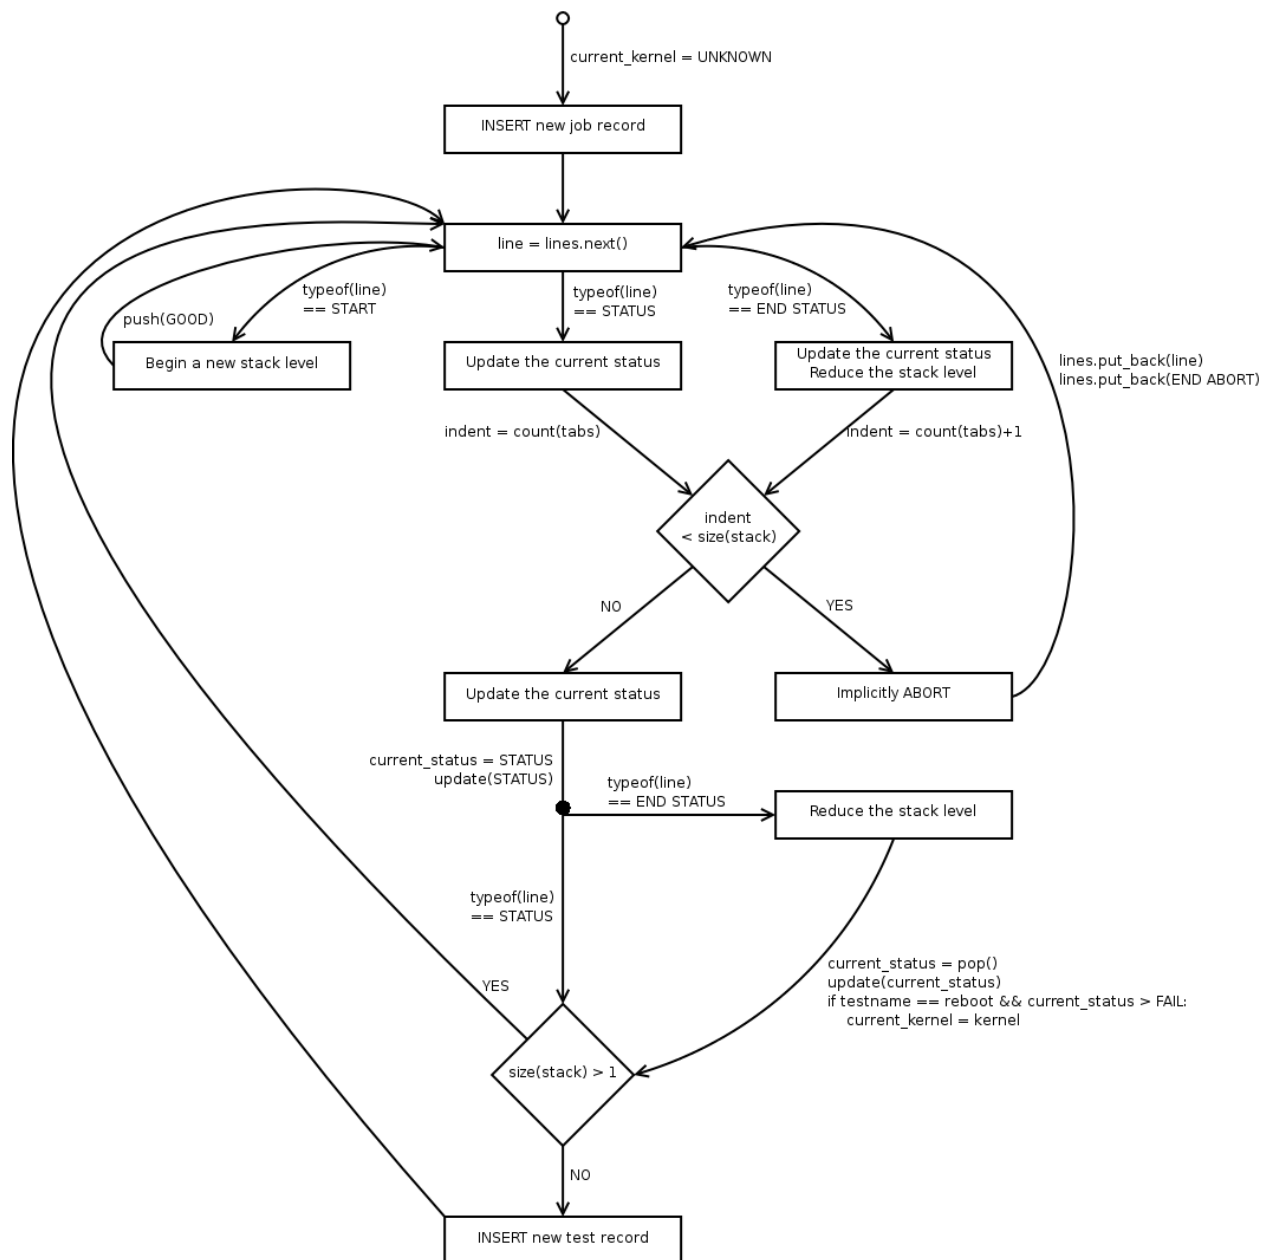 current_kernel = UNKNOWN
INSERT new job record
line = lines.next()
typeof(line)
== START
typeof(line)
== STATUS
typeof(line)
== END STATUS
push(GOOD)
Begin a new stack level
Update the current status
Update the current status
Reduce the stack level
lines.put_back(line)
lines.put_back(END ABORT)
indent = count(tabs)
indent = count(tabs)+1
indent
< size(stack)
NO
YES
Update the current status
Implicitly ABORT
current_status = STATUS
update(STATUS)
typeof(line)
== END STATUS
Reduce the stack level
typeof(line)
== STATUS
current_status = pop()
update(current_status)
if testname == reboot && current_status > FAIL:
    current_kernel = kernel
YES
size(stack) > 1
NO
INSERT new test record